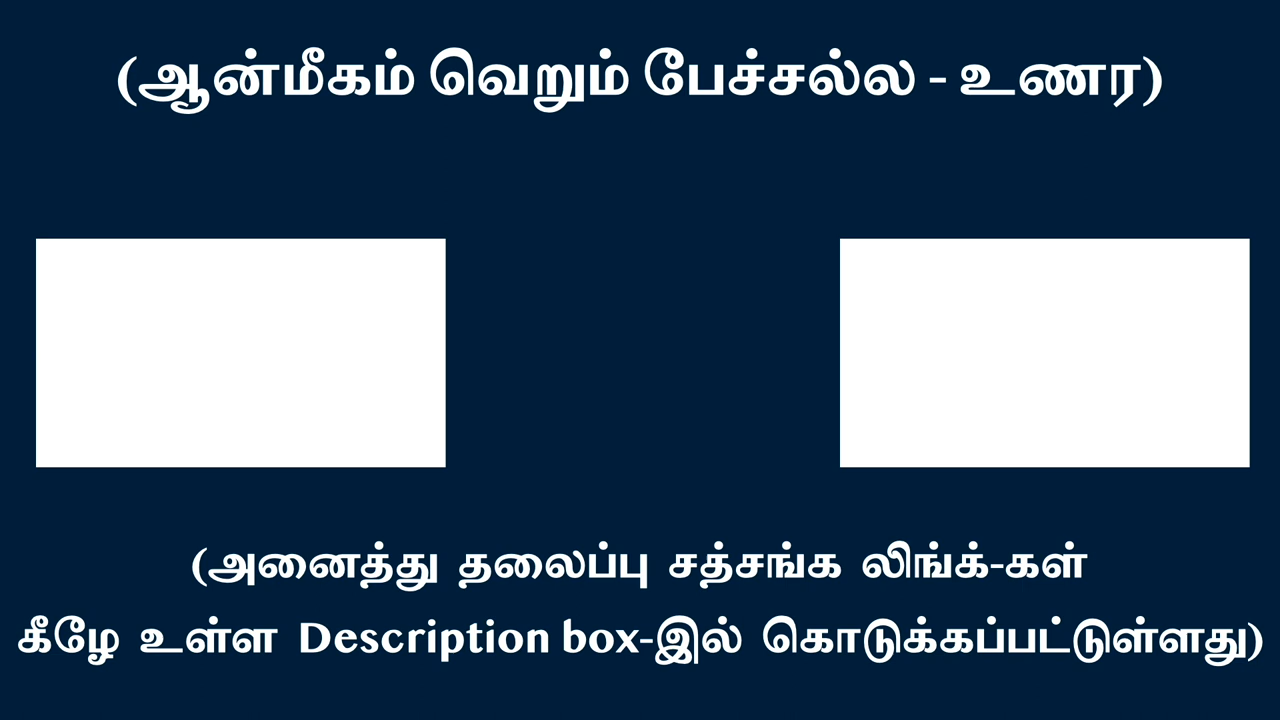 (ஆன்மீகம் வெறும் பேச்சல்ல - உணர)
(அனைத்து தலைப்பு சத்சங்க லிங்க்-கள்
கீழே உள்ள Description box-இல் கொடுக்கப்பட்டுள்ளது)